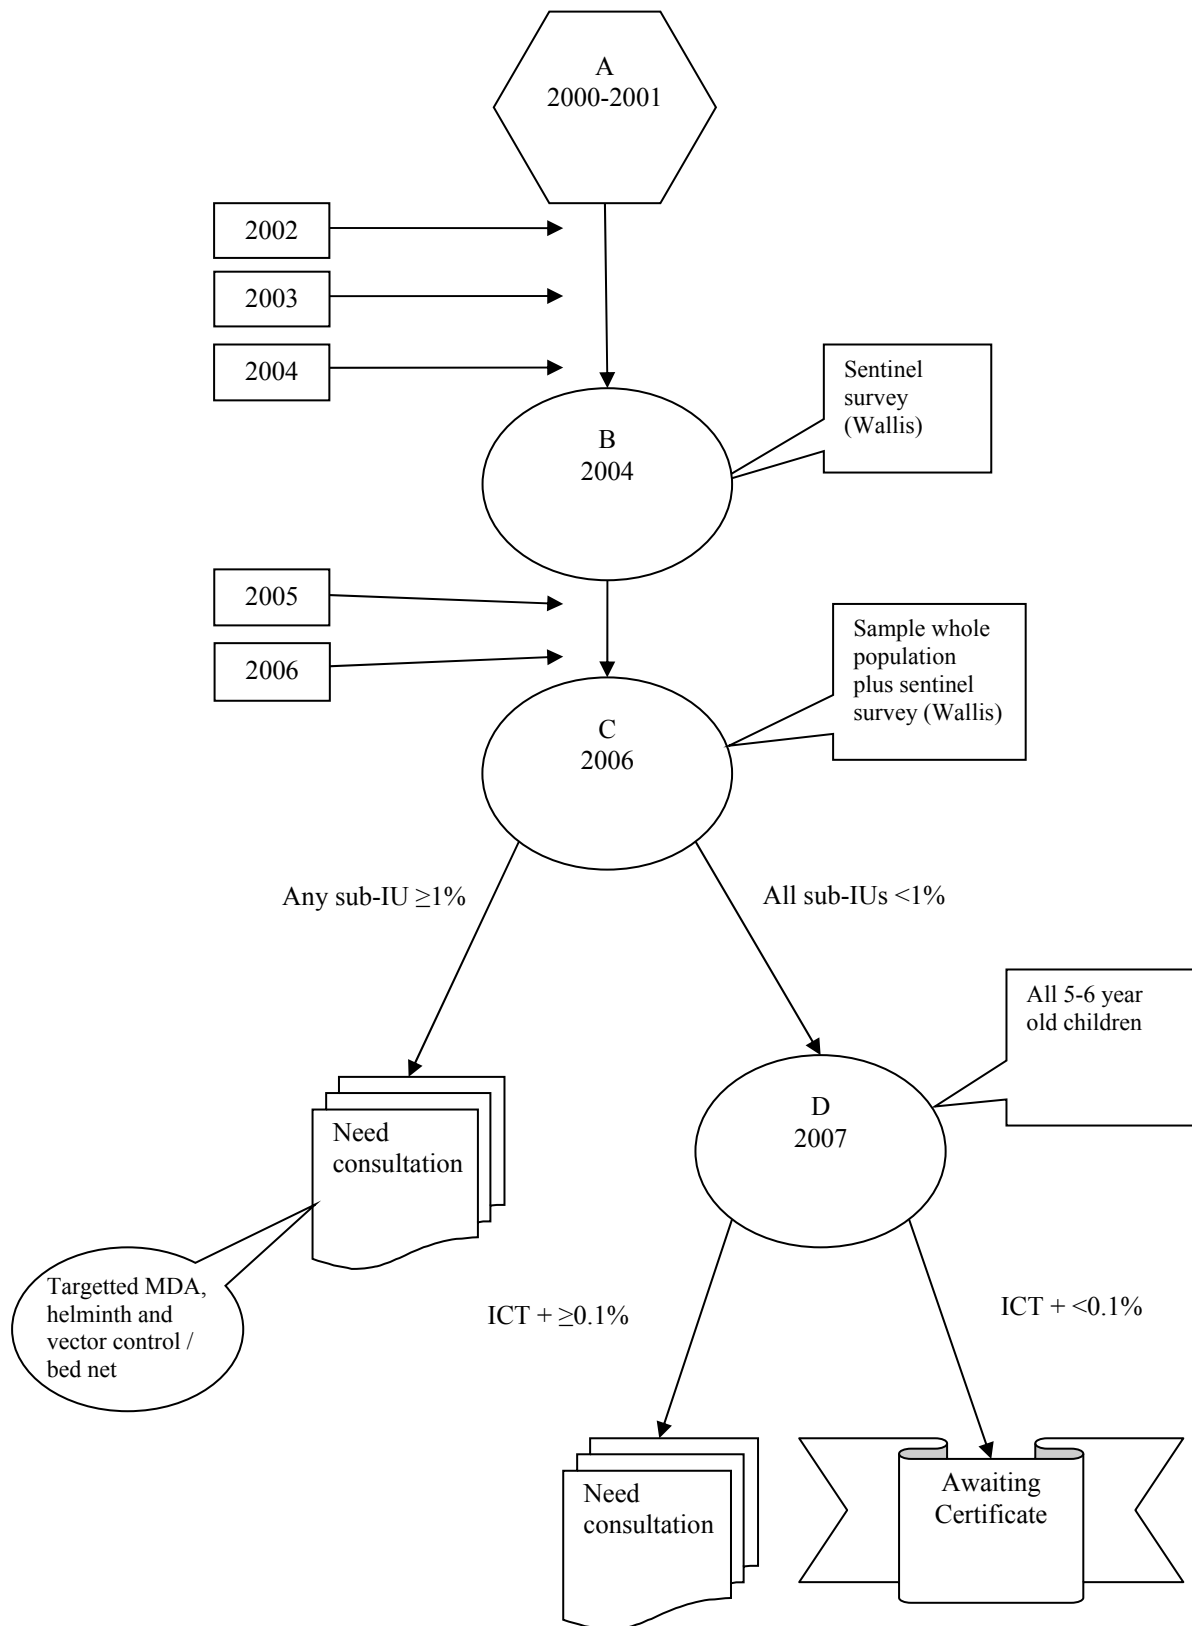 A
2000-2001
2002
2003
2004
Sentinel
survey
(Wallis)
B
2004
2005
2006
Sample whole
population
plus sentinel
survey (Wallis)
C
2006
Any sub-IU ≥1%
All sub-IUs <1%
All 5-6 year
old children
D
2007
Need
consultation
Targetted MDA,
helminth and
vector control /
bed net
ICT + ≥0.1%
ICT + <0.1%
Need
consultation
Awaiting
Certificate